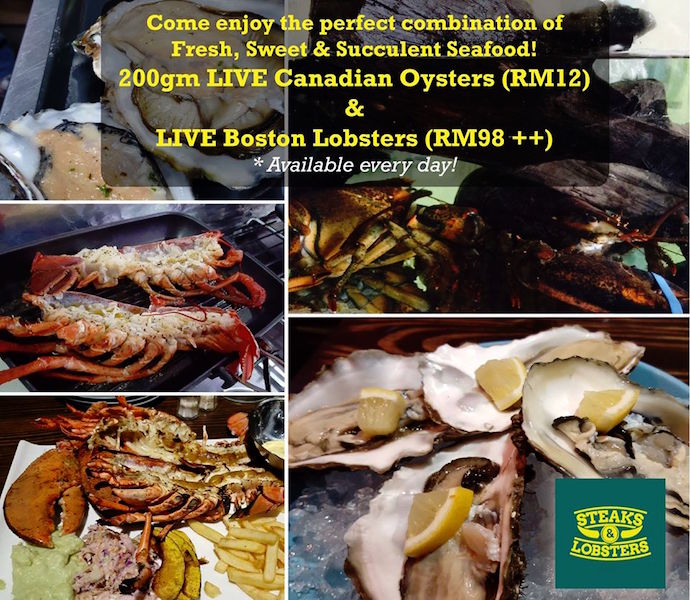 Come enjoy the perfect combination of
Fresh, Sweet & Succulent Seafood!
200gm LIVE Canadian Oysters (RM12)
&
LIVE Boston Lobsters (RM98 ++)
* Available every day!
STEAKS
&
LOBSTERS